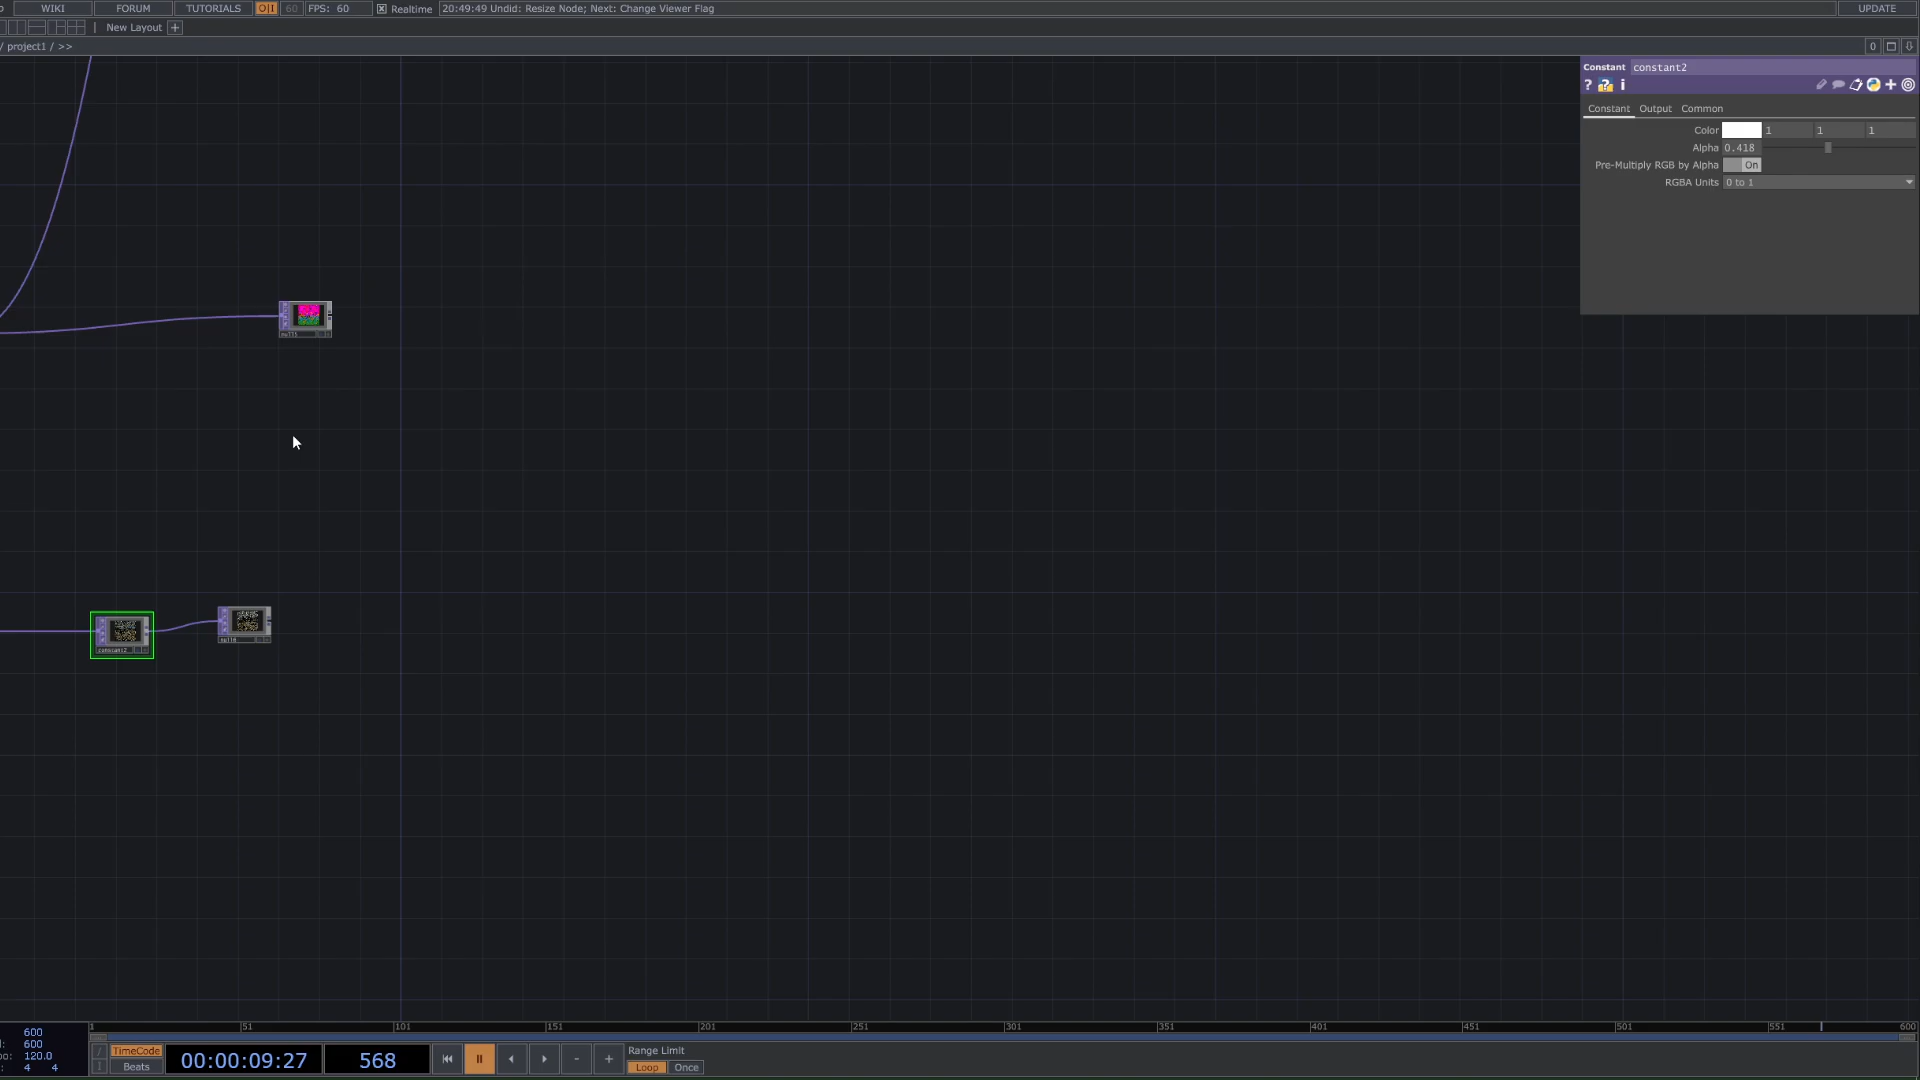 WIKI FORUM TUTORIALS O|I 60 FPS: 60 Realtime 20:49:49 Undid: Resize Node; Next: Change Viewer Flag UPDATE
New Layout +
/ project1 / >> 0
Constant constant2
? ? i
Constant Output Common
Color 1 1 1
Alpha 0.418
Pre-Multiply RGB by Alpha On
RGBA Units 0 to 1
constant2
1 51 101 151 201 251 301 351 401 451 501 551 600
600
600
120.0
4 4
TimeCode
Beats
00:00:09:27 568 - +
Range Limit
Loop Once